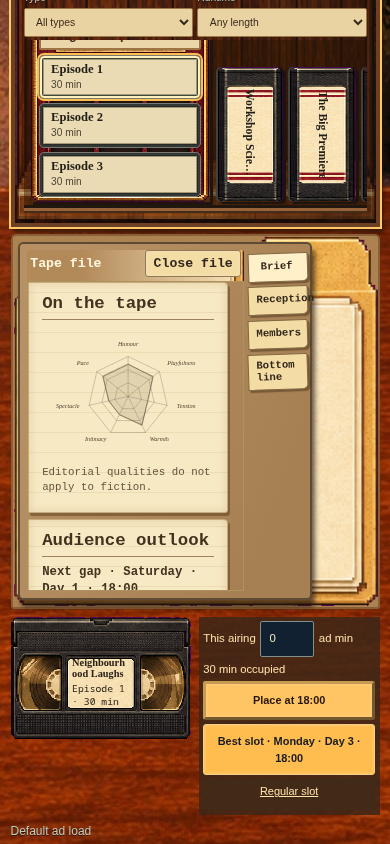 All types
Any length
Episode 1
30 min
Episode 2
30 min
Episode 3
30 min
Workshop Scie…
The Big Premiere
Tape file
Close file
Brief
Reception
Members
Bottom
line
On the tape
Humour
Pace
Playfulness
Spectacle
Tension
Intimacy
Warmth
Editorial qualities do not
apply to fiction.
Audience outlook
Next gap · Saturday ·
Day 1 · 18:00
Neighbourh
ood Laughs
Episode 1
· 30 min
This airing
0
ad min
30 min occupied
Place at 18:00
Best slot · Monday · Day 3 ·
18:00
Regular slot
Default ad load